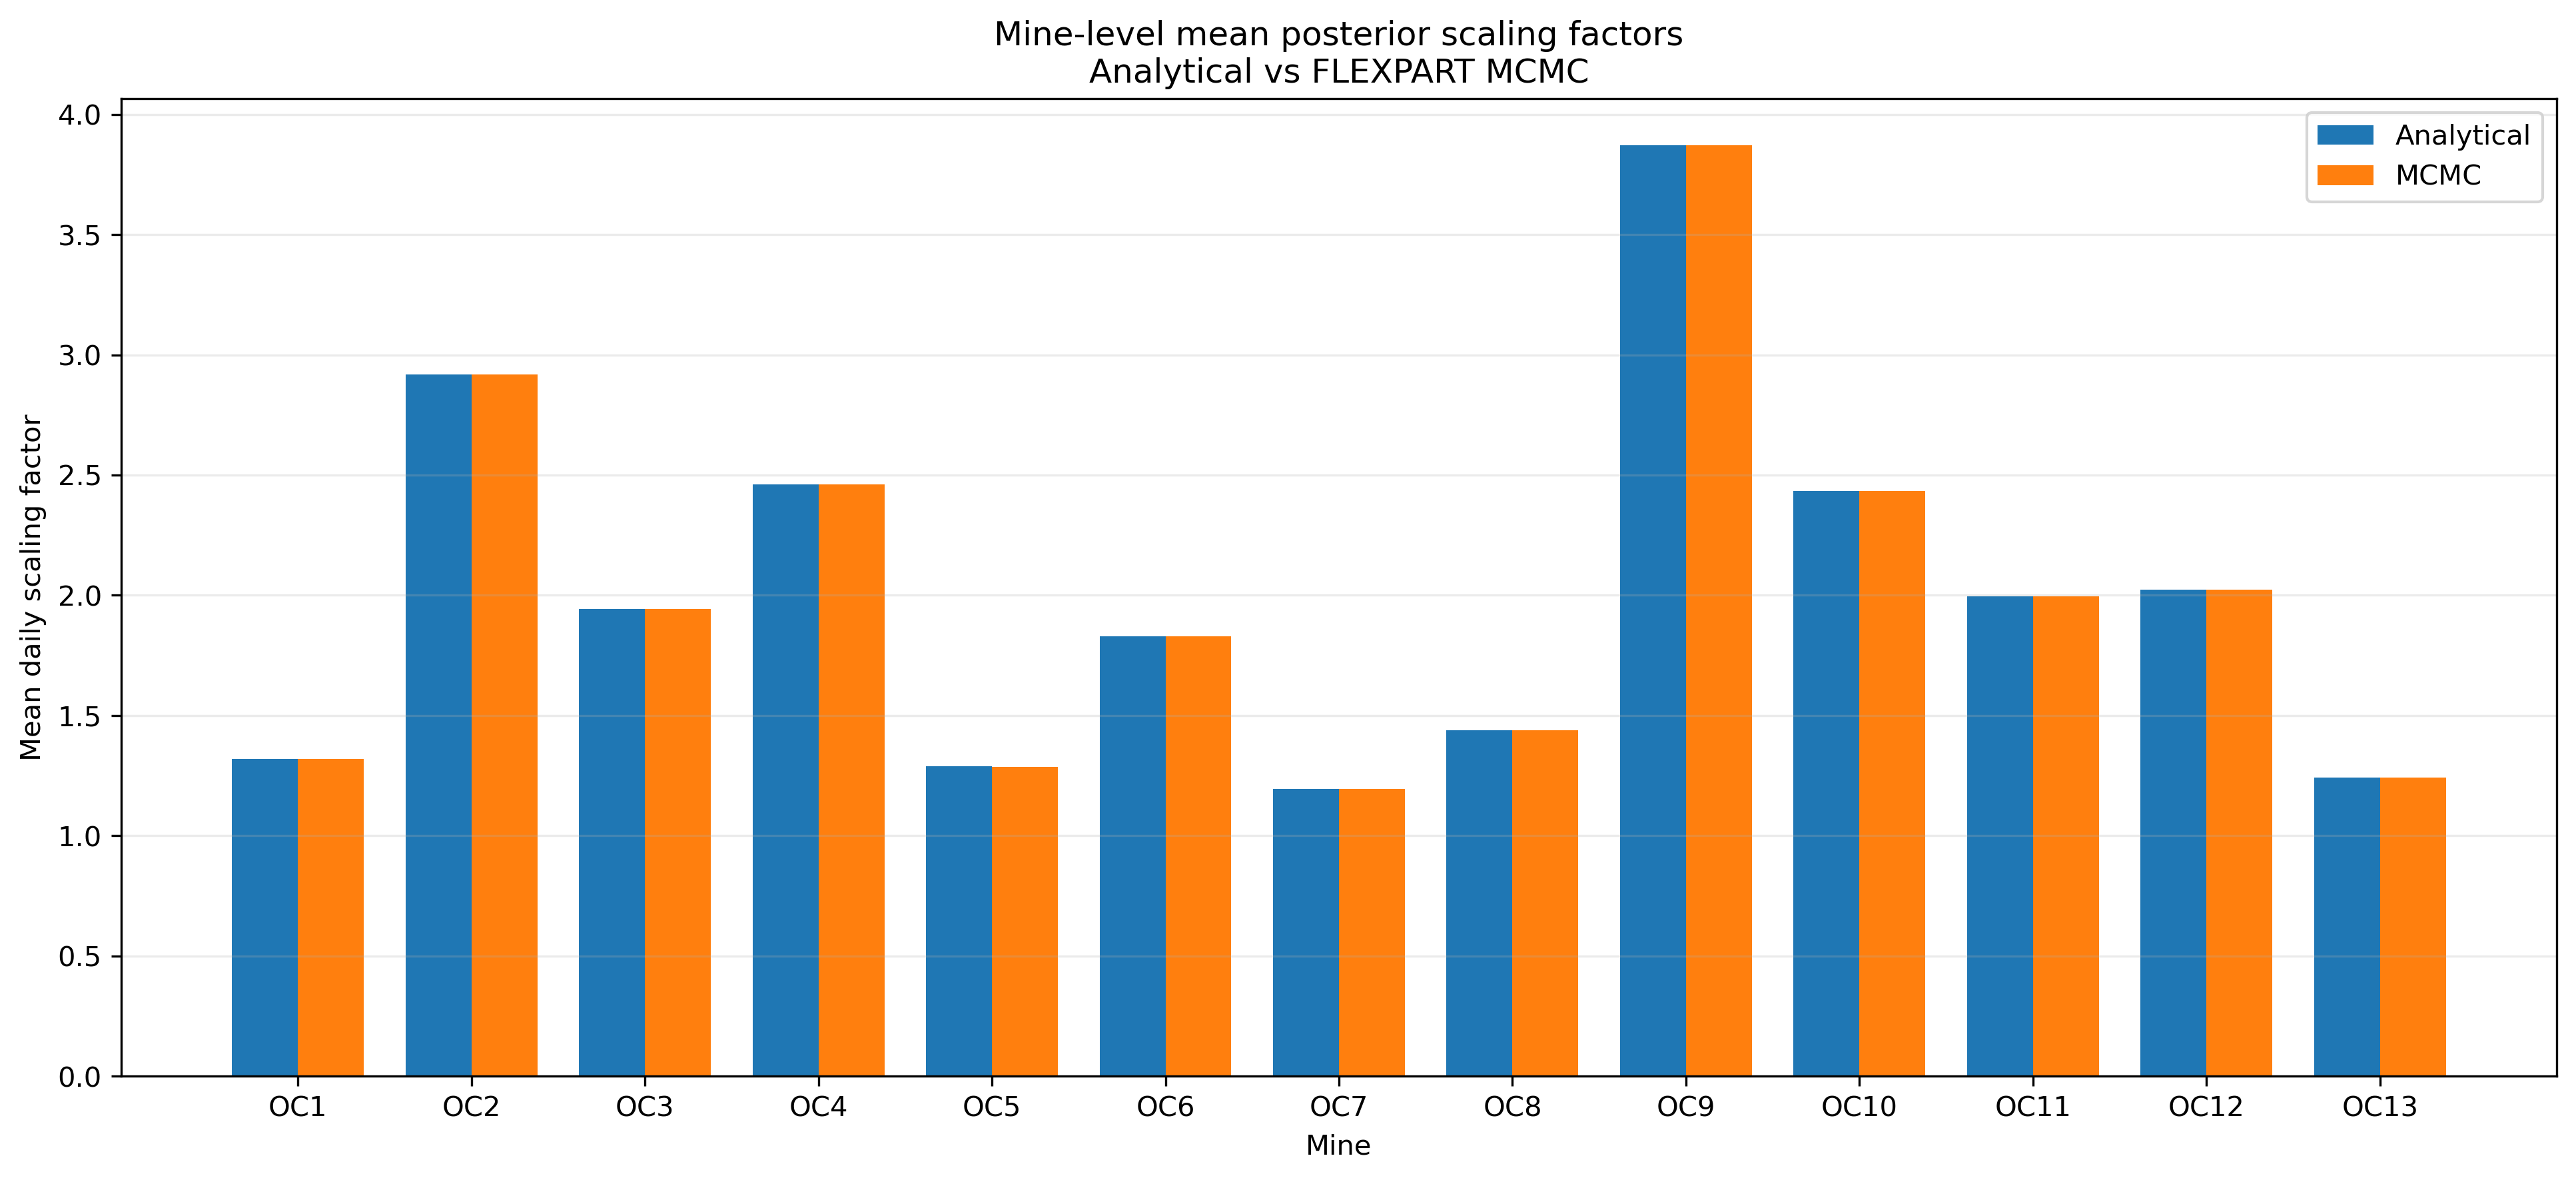 Mine-level mean posterior scaling factors
Analytical vs FLEXPART MCMC
Analytical
MCMC
Mean daily scaling factor
4.0
3.5
3.0
2.5
2.0
1.5
1.0
0.5
0.0
OC1 OC2 OC3 OC4 OC5 OC6 OC7 OC8 OC9 OC10 OC11 OC12 OC13
Mine